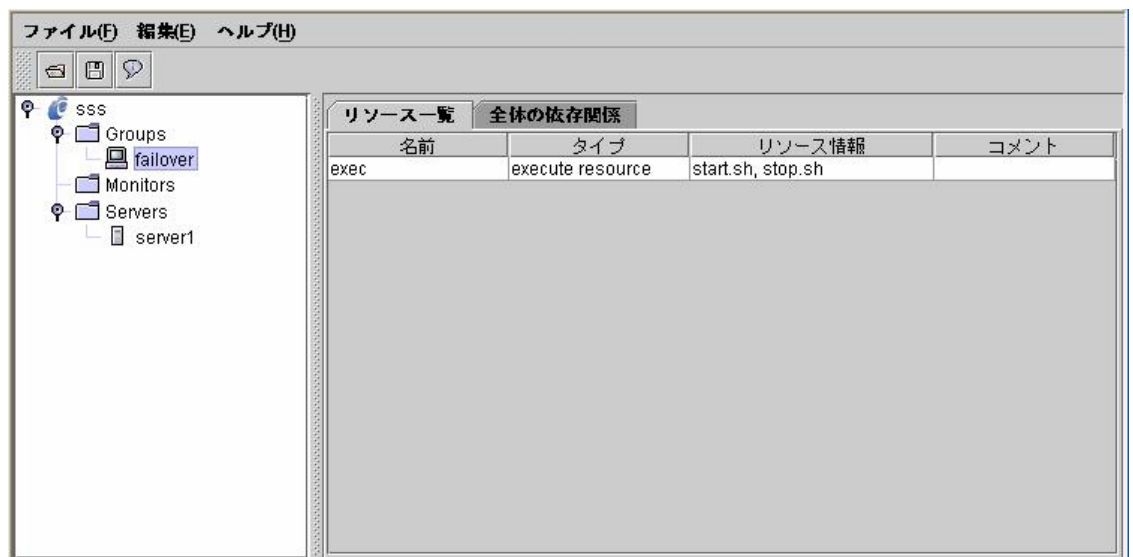 ファイル(F) 編集(E) ヘルプ(H)
sss
Groups
failover
Monitors
Servers
server1
リソース一覧 全体の依存関係
名前 タイプ リソース情報 コメント
exec execute resource start.sh, stop.sh